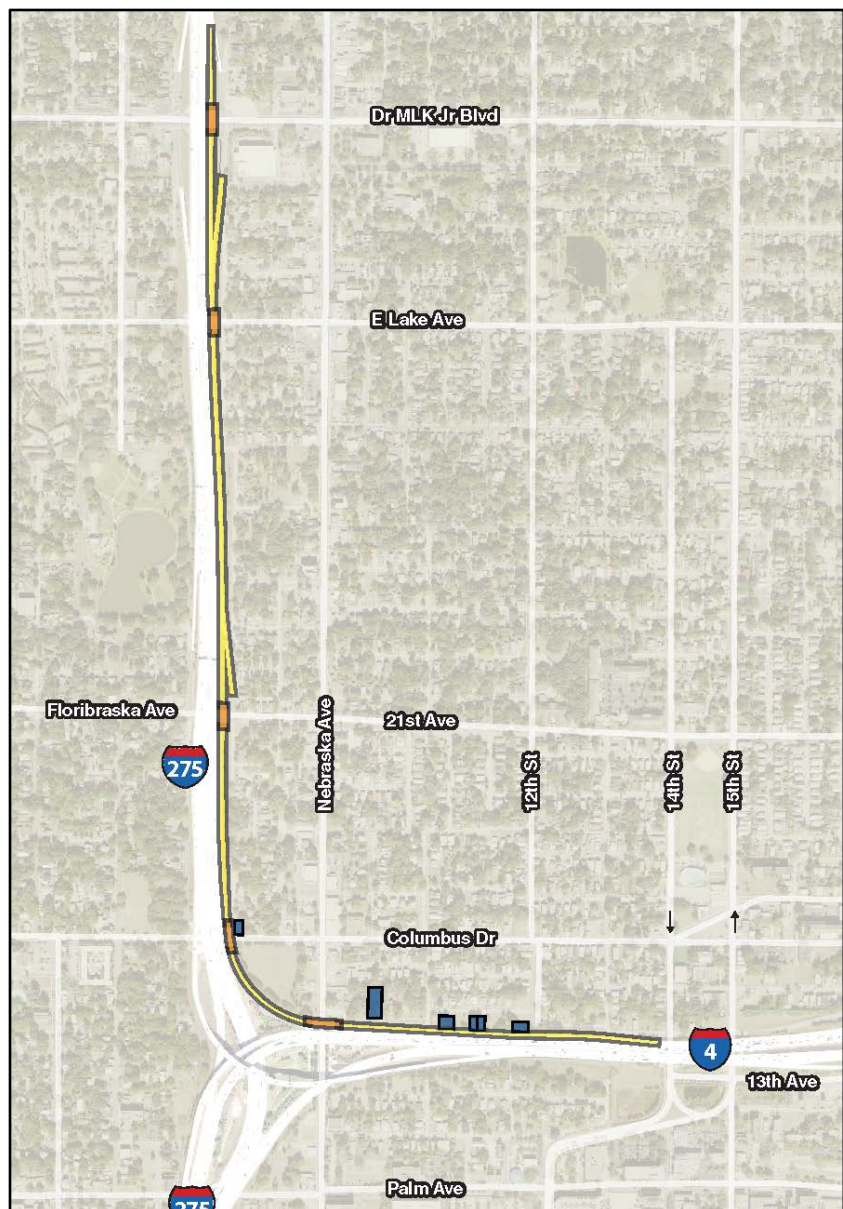 Dr MLK Jr Blvd
E Lake Ave
Floribraska Ave
21st Ave
275
Nebraska Ave
12th St
14th St
15th St
Columbus Dr
4
13th Ave
Palm Ave
275